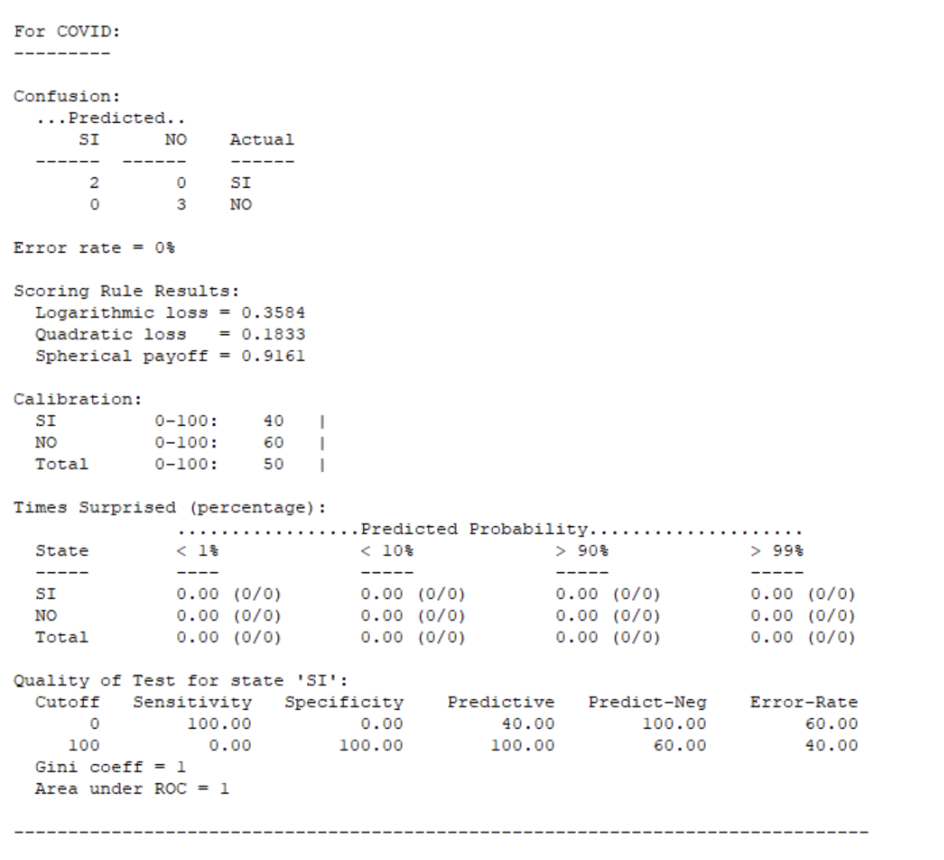 For COVID:
---------
Confusion:
  ...Predicted..
      SI      NO    Actual
  ------  ------    ------
       2       0    SI
       0       3    NO
Error rate = 0%
Scoring Rule Results:
  Logarithmic loss = 0.3584
  Quadratic loss   = 0.1833
  Spherical payoff = 0.9161
Calibration:
  SI         0-100:    40   |
  NO         0-100:    60   |
  Total      0-100:    50   |
Times Surprised (percentage):
               .................Predicted Probability....................
  State        < 1%             < 10%             > 90%             > 99%
  -----        ----             -----             -----             -----
  SI           0.00 (0/0)       0.00 (0/0)        0.00 (0/0)        0.00 (0/0)
  NO           0.00 (0/0)       0.00 (0/0)        0.00 (0/0)        0.00 (0/0)
  Total        0.00 (0/0)       0.00 (0/0)        0.00 (0/0)        0.00 (0/0)
Quality of Test for state 'SI':
  Cutoff   Sensitivity   Specificity    Predictive   Predict-Neg    Error-Rate
       0        100.00          0.00         40.00        100.00         60.00
     100          0.00        100.00        100.00         60.00         40.00
  Gini coeff = 1
  Area under ROC = 1
-------------------------------------------------------------------------------